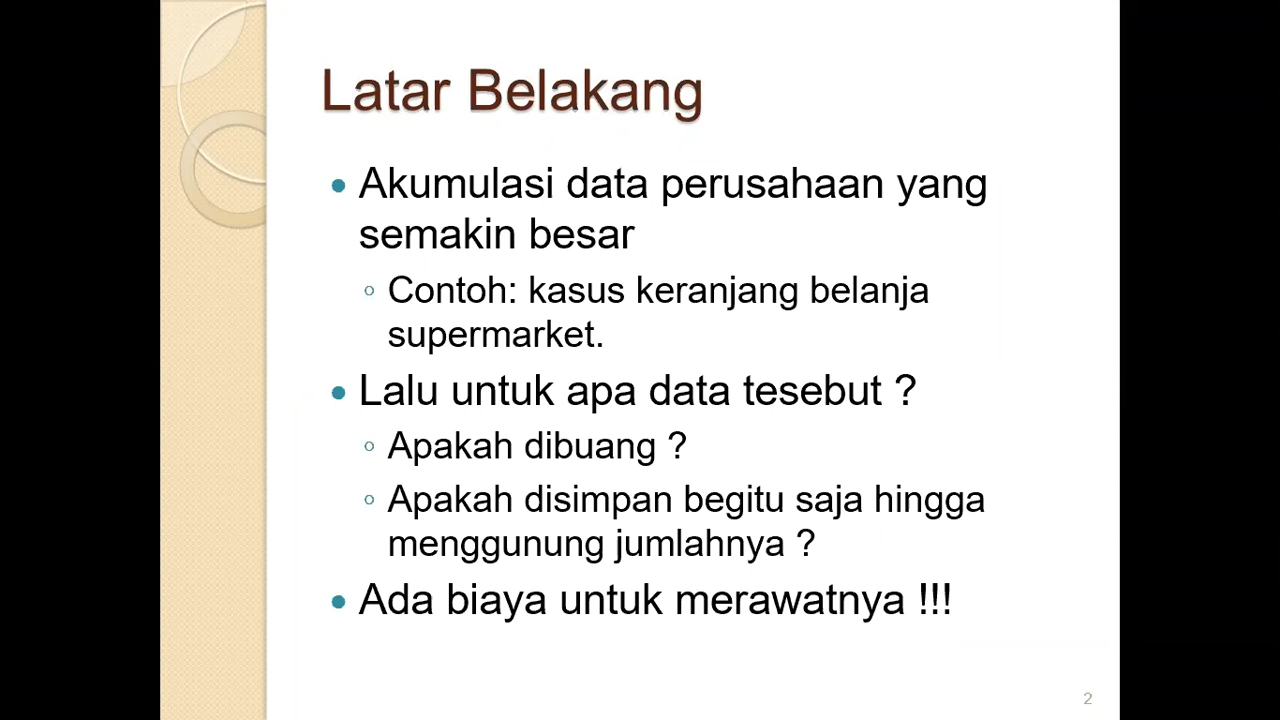 Latar Belakang
• Akumulasi data perusahaan yang
semakin besar
◦ Contoh: kasus keranjang belanja
supermarket.
• Lalu untuk apa data tesebut ?
◦ Apakah dibuang ?
◦ Apakah disimpan begitu saja hingga
menggunung jumlahnya ?
• Ada biaya untuk merawatnya !!!
2